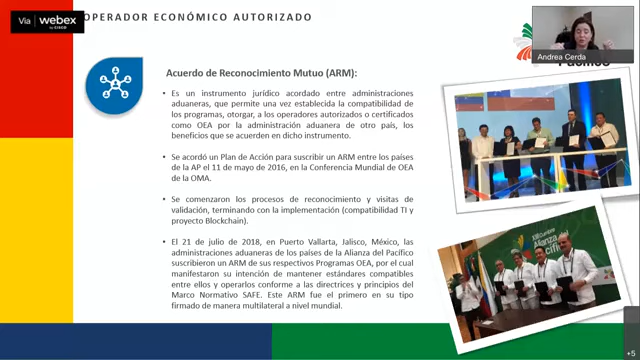 Via webex
by CISCO
OPERADOR ECONÓMICO AUTORIZADO
Andrea Cerda
Pacífico
Acuerdo de Reconocimiento Mutuo (ARM):
• Es un instrumento jurídico acordado entre administraciones
aduaneras, que permite una vez establecida la compatibilidad de
los programas, otorgar, a los operadores autorizados o certificados
como OEA por la administración aduanera de otro país, los
beneficios que se acuerden en dicho instrumento.
• Se acordó un Plan de Acción para suscribir un ARM entre los países
de la AP el 11 de mayo de 2016, en la Conferencia Mundial de OEA
de la OMA.
• Se comenzaron los procesos de reconocimiento y visitas de
validación, terminando con la implementación (compatibilidad TI y
proyecto Blockchain).
• El 21 de julio de 2018, en Puerto Vallarta, Jalisco, México, las
administraciones aduaneras de los países de la Alianza del Pacífico
suscribieron un ARM de sus respectivos Programas OEA, por el cual
manifestaron su intención de mantener estándares compatibles
entre ellos y operarlos conforme a las directrices y principios del
Marco Normativo SAFE. Este ARM fue el primero en su tipo
firmado de manera multilateral a nivel mundial.
Alianza del
Pacífico
+5